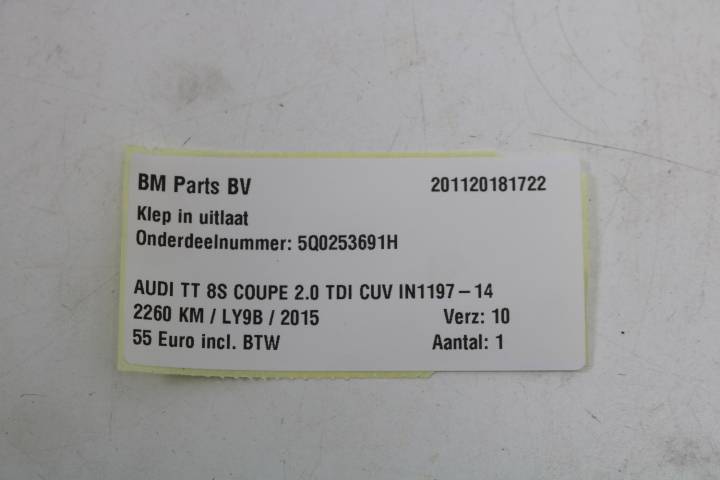 BM Parts BV 201120181722
Klep in uitlaat
Onderdeelnummer: 5Q0253691H
AUDI TT 8S COUPE 2.0 TDI CUV IN1197-14
2260 KM / LY9B / 2015 Verz: 10
55 Euro incl. BTW Aantal: 1